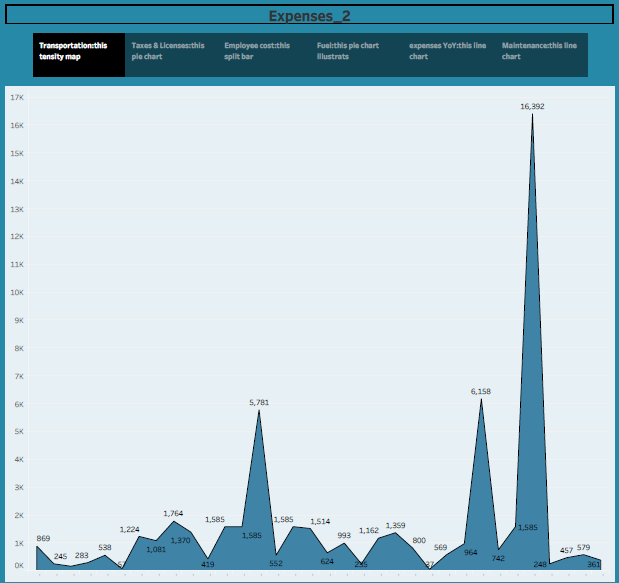 Expenses_2
Transportation:this tensity map
Taxes & Licenses:this pie chart
Employee cost:this split bar
Fuel:this pie chart illustrats
expenses YoY:this line chart
Maintenance:this line chart
17K
16K
15K
14K
13K
12K
11K
10K
9K
8K
7K
6K
5K
4K
3K
2K
1K
0K
869
245
283
538
1,224
1,081
1,764
1,370
419
1,585
1,585
5,781
552
1,585
1,514
624
993
1,162
1,359
800
569
964
6,158
742
1,585
16,392
248
457
579
361